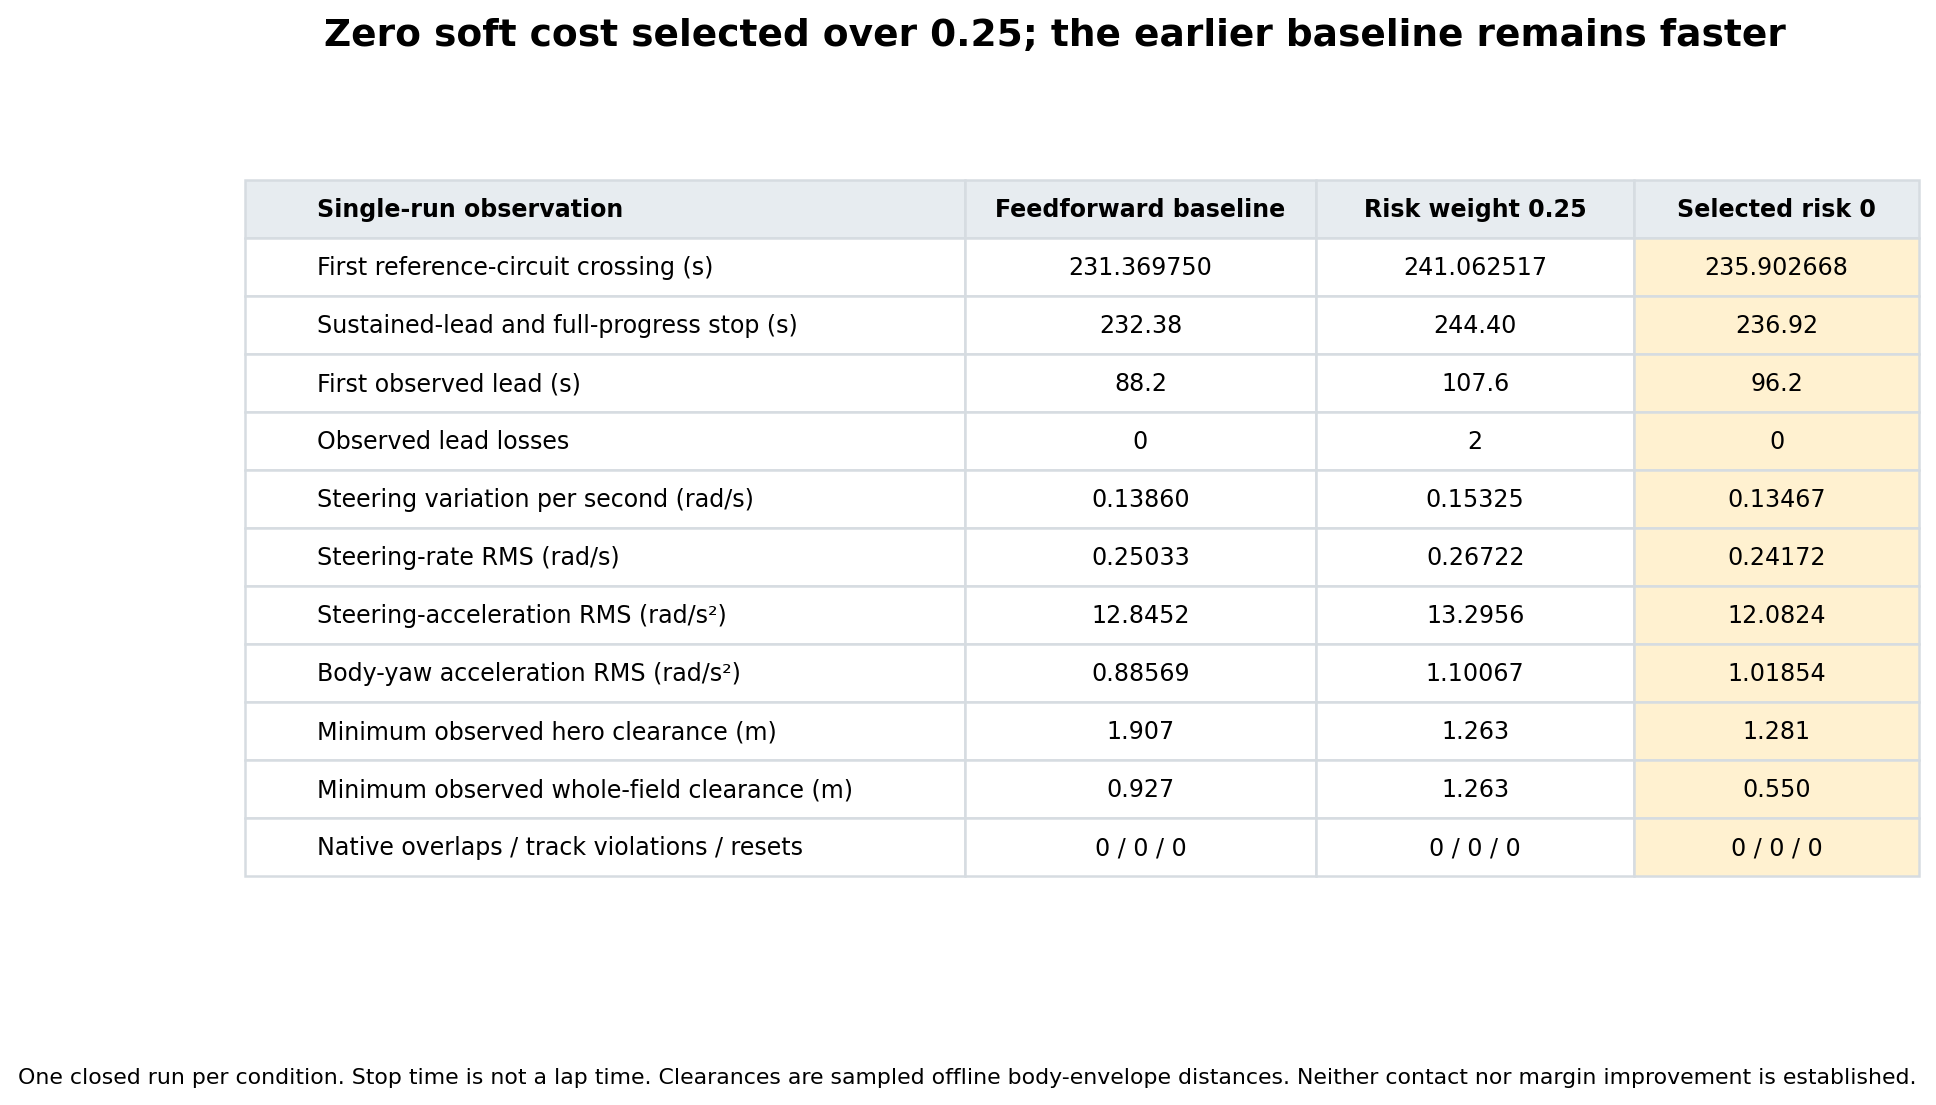 Zero soft cost selected over 0.25; the earlier baseline remains faster
Single-run observation Feedforward baseline Risk weight 0.25 Selected risk 0
First reference-circuit crossing (s) 231.369750 241.062517 235.902668
Sustained-lead and full-progress stop (s) 232.38 244.40 236.92
First observed lead (s) 88.2 107.6 96.2
Observed lead losses 0 2 0
Steering variation per second (rad/s) 0.13860 0.15325 0.13467
Steering-rate RMS (rad/s) 0.25033 0.26722 0.24172
Steering-acceleration RMS (rad/s²) 12.8452 13.2956 12.0824
Body-yaw acceleration RMS (rad/s²) 0.88569 1.10067 1.01854
Minimum observed hero clearance (m) 1.907 1.263 1.281
Minimum observed whole-field clearance (m) 0.927 1.263 0.550
Native overlaps / track violations / resets 0 / 0 / 0 0 / 0 / 0 0 / 0 / 0
One closed run per condition. Stop time is not a lap time. Clearances are sampled offline body-envelope distances. Neither contact nor margin improvement is established.